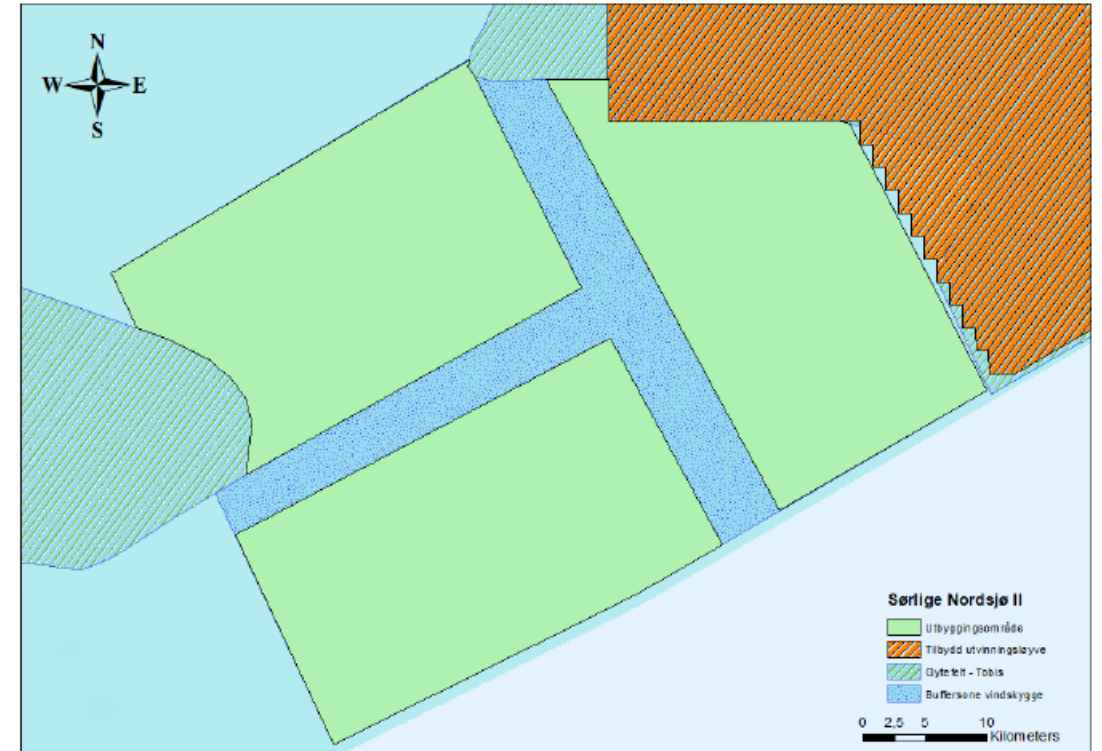 N
W E
S
Sørlige Nordsjø II
Utbyggingsområde
Tilbydd utvinningsløyve
Gytefelt - Tobis
Buffersone vindskygge
0 2,5 5 10
Kilometers